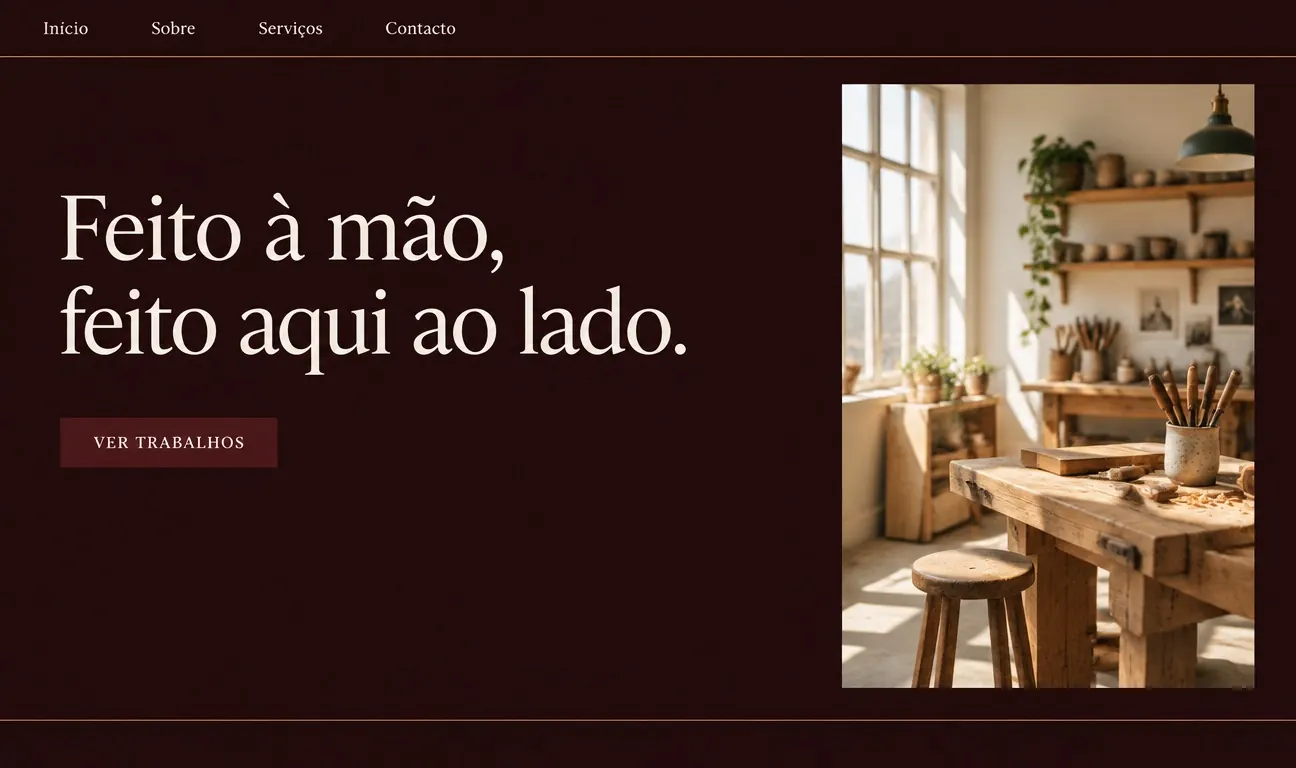 Início
Sobre
Serviços
Contacto
Feito à mão,
feito aqui ao lado.
VER TRABALHOS